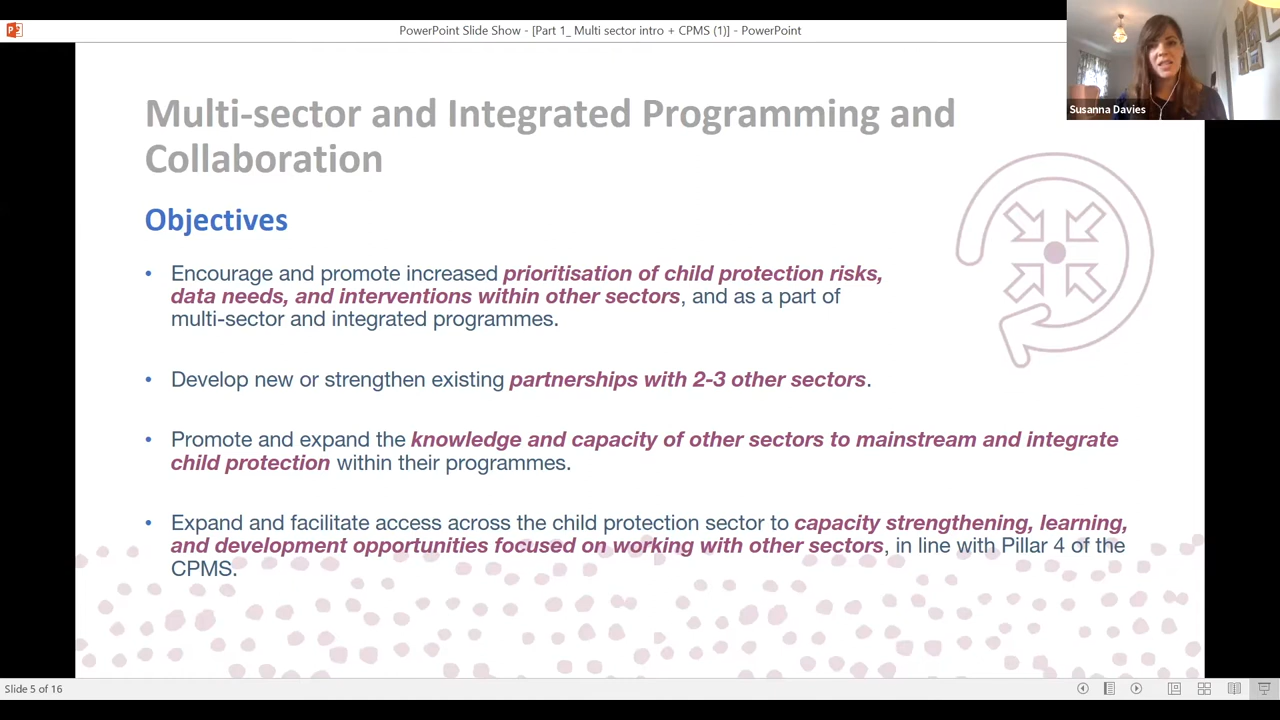 PowerPoint Slide Show - [Part 1_ Multi sector intro + CPMS (1)] - PowerPoint
Susanna Davies
Multi-sector and Integrated Programming and
Collaboration
Objectives
• Encourage and promote increased prioritisation of child protection risks,
data needs, and interventions within other sectors, and as a part of
multi-sector and integrated programmes.
• Develop new or strengthen existing partnerships with 2-3 other sectors.
• Promote and expand the knowledge and capacity of other sectors to mainstream and integrate
child protection within their programmes.
• Expand and facilitate access across the child protection sector to capacity strengthening, learning,
and development opportunities focused on working with other sectors, in line with Pillar 4 of the
CPMS.
Slide 5 of 16